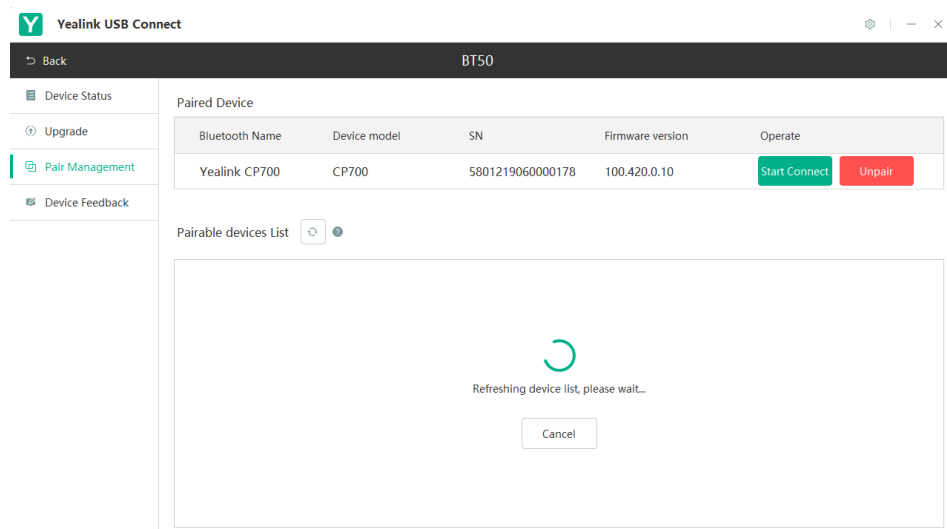 Y Yealink USB Connect
Back BT50
Device Status
Upgrade
Pair Management
Device Feedback
Paired Device
Bluetooth Name Device model SN Firmware version Operate
Yealink CP700 CP700 5801219060000178 100.420.0.10 Start Connect Unpair
Pairable devices List ?
Refreshing device list, please wait...
Cancel